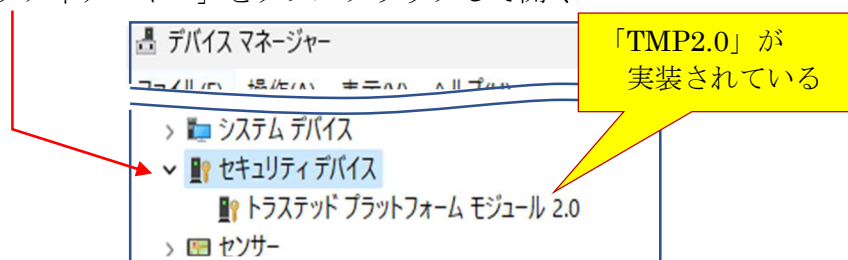 デバイス マネージャー
「TMP2.0」が
実装されている
システム デバイス
セキュリティ デバイス
トラステッド プラットフォーム モジュール 2.0
センサー